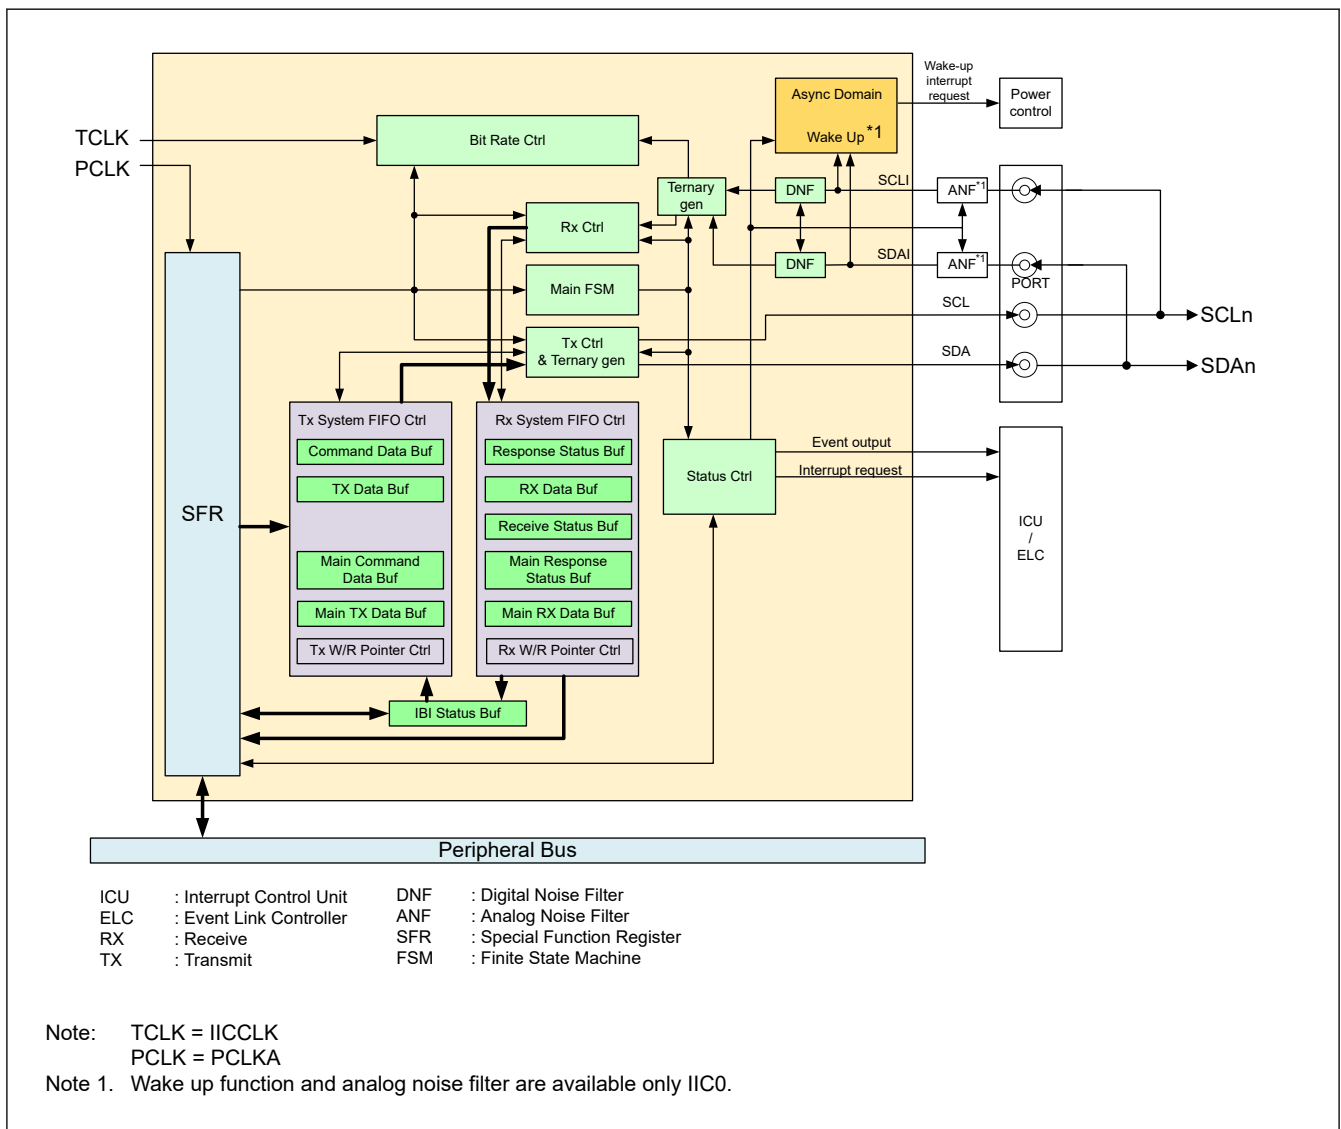 Wake-up
interrupt
request
Async Domain
Wake Up *1
Power
control
TCLK
PCLK
Bit Rate Ctrl
Ternary
gen
DNF
SCLI
ANF*1
Rx Ctrl
DNF
SDAI
ANF*1
PORT
Main FSM
SCL
SCLn
Tx Ctrl
& Ternary gen
SDA
SDAn
Tx System FIFO Ctrl
Command Data Buf
TX Data Buf
Main Command
Data Buf
Main TX Data Buf
Tx W/R Pointer Ctrl
Rx System FIFO Ctrl
Response Status Buf
RX Data Buf
Receive Status Buf
Main Response
Status Buf
Main RX Data Buf
Rx W/R Pointer Ctrl
Status Ctrl
Event output
Interrupt request
ICU
/
ELC
SFR
IBI Status Buf
Peripheral Bus
ICU : Interrupt Control Unit
ELC : Event Link Controller
RX : Receive
TX : Transmit
DNF : Digital Noise Filter
ANF : Analog Noise Filter
SFR : Special Function Register
FSM : Finite State Machine
Note: TCLK = IICCLK
PCLK = PCLKA
Note 1. Wake up function and analog noise filter are available only IIC0.